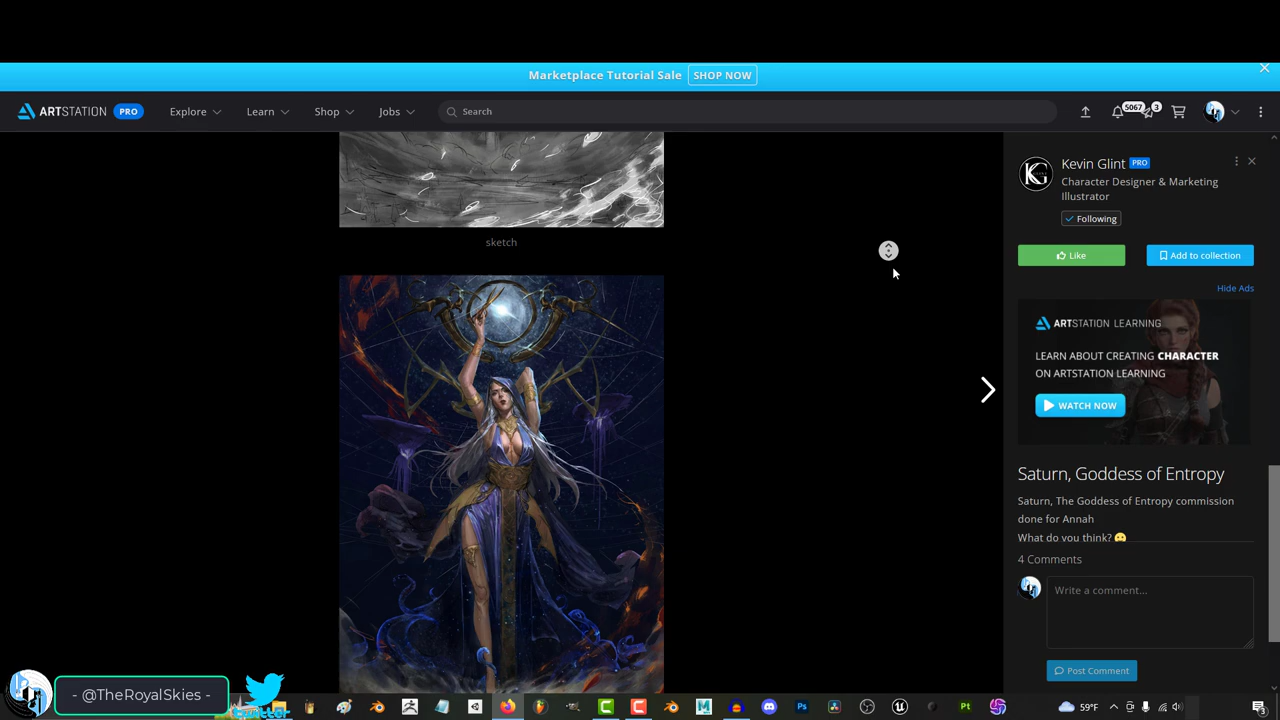 Marketplace Tutorial Sale SHOP NOW
ARTSTATION PRO Explore Learn Shop Jobs Search 5067 3
sketch
Kevin Glint PRO
Character Designer & Marketing
Illustrator
Following
Like Add to collection
Hide Ads
ARTSTATION LEARNING
LEARN ABOUT CREATING CHARACTER
ON ARTSTATION LEARNING
WATCH NOW
Saturn, Goddess of Entropy
Saturn, The Goddess of Entropy commission
done for Annah
What do you think?
4 Comments
Write a comment...
Post Comment
- @TheRoyalSkies -
twitter
59°F